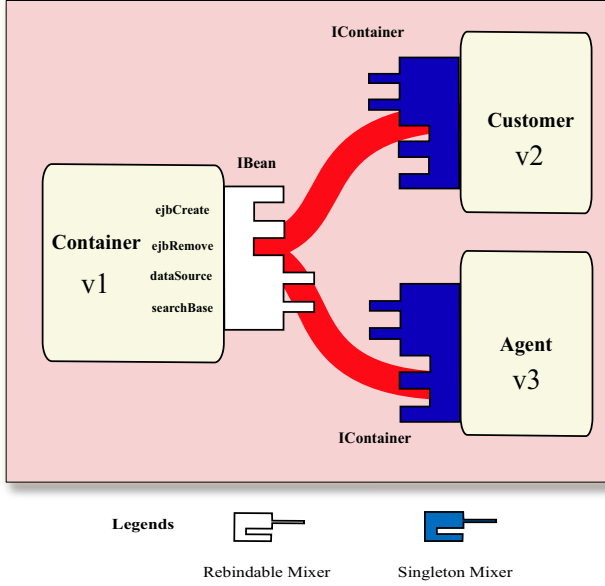 IContainer
Customer
v2
IBean
ejbCreate
Container
ejbRemove
v1
dataSource
searchBase
Agent
v3
IContainer
Legends
Rebindable Mixer
Singleton Mixer